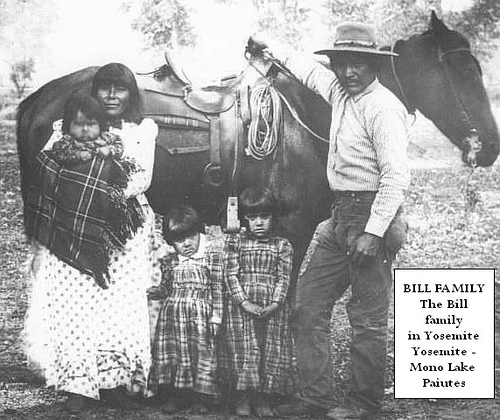 BILL FAMILY
The Bill
family
in Yosemite
Yosemite -
Mono Lake
Paiutes